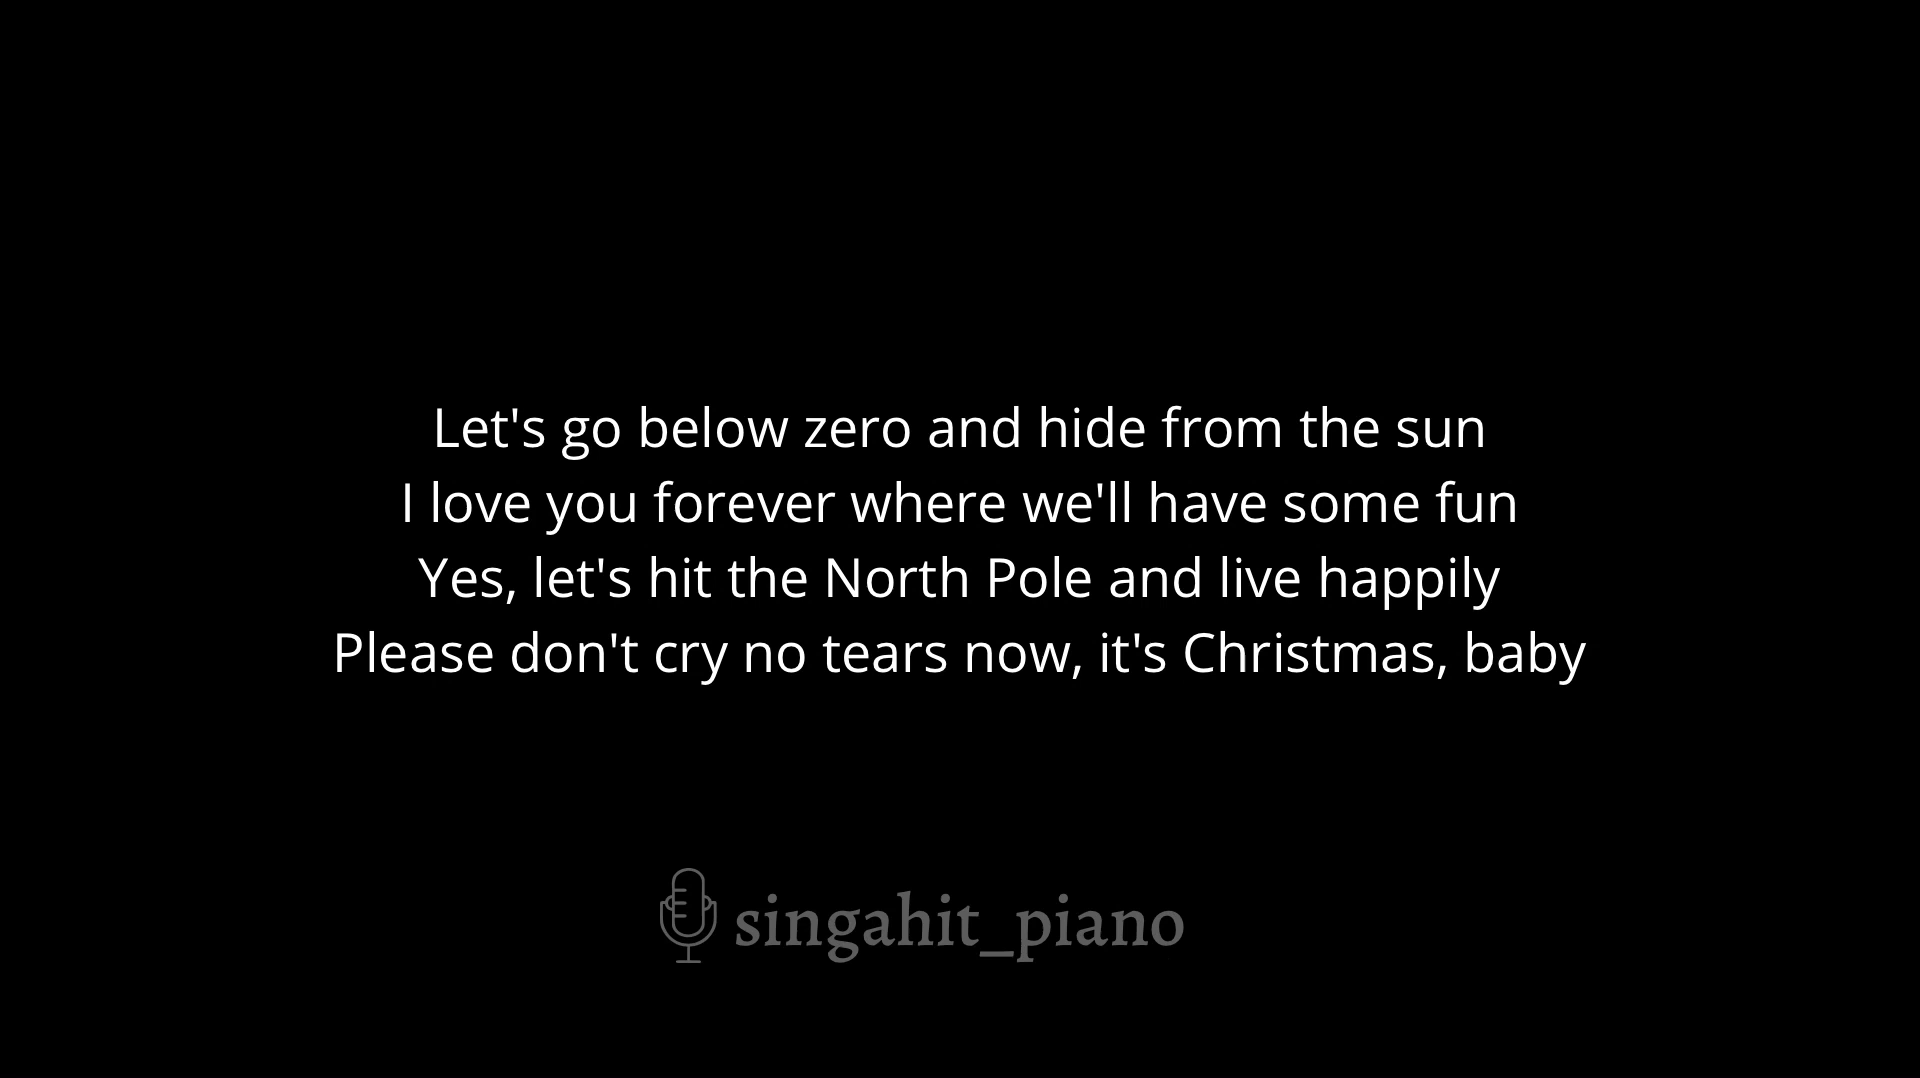 Let's go below zero and hide from the sun
I love you forever where we'll have some fun
Yes, let's hit the North Pole and live happily
Please don't cry no tears now, it's Christmas, baby
singahit_piano